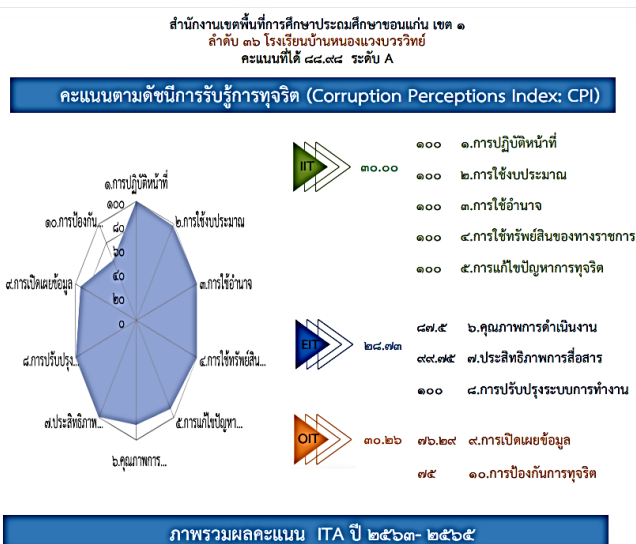 สำนักงานเขตพื้นที่การศึกษาประถมศึกษาขอนแก่น เขต ๑
ลำดับ ๓๖ โรงเรียนบ้านหนองแวงบวรวิทย์
คะแนนที่ได้ ๘๘.๙๘ ระดับ A
คะแนนตามดัชนีการรับรู้การทุจริต (Corruption Perceptions Index: CPI)
๑.การปฏิบัติหน้าที่
๒.การใช้งบประมาณ
๓.การใช้อำนาจ
๔.การใช้ทรัพย์สิน...
๕.การแก้ไขปัญหา...
๖.คุณภาพการ...
๗.ประสิทธิภาพ...
๘.การปรับปรุง...
๙.การเปิดเผยข้อมูล
๑๐.การป้องกัน...
๑๐๐
๘๐
๖๐
๔๐
๒๐
๐
IIT ๓๐.๐๐
๑๐๐ ๑.การปฏิบัติหน้าที่
๑๐๐ ๒.การใช้งบประมาณ
๑๐๐ ๓.การใช้อำนาจ
๑๐๐ ๔.การใช้ทรัพย์สินของทางราชการ
๑๐๐ ๕.การแก้ไขปัญหาการทุจริต
EIT ๒๘.๗๓
๘๗.๕ ๖.คุณภาพการดำเนินงาน
๙๙.๗๕ ๗.ประสิทธิภาพการสื่อสาร
๑๐๐ ๘.การปรับปรุงระบบการทำงาน
OIT ๓๐.๒๖
๗๖.๒๙ ๙.การเปิดเผยข้อมูล
๗๕ ๑๐.การป้องกันการทุจริต
ภาพรวมผลคะแนน ITA ปี ๒๕๖๓- ๒๕๖๕